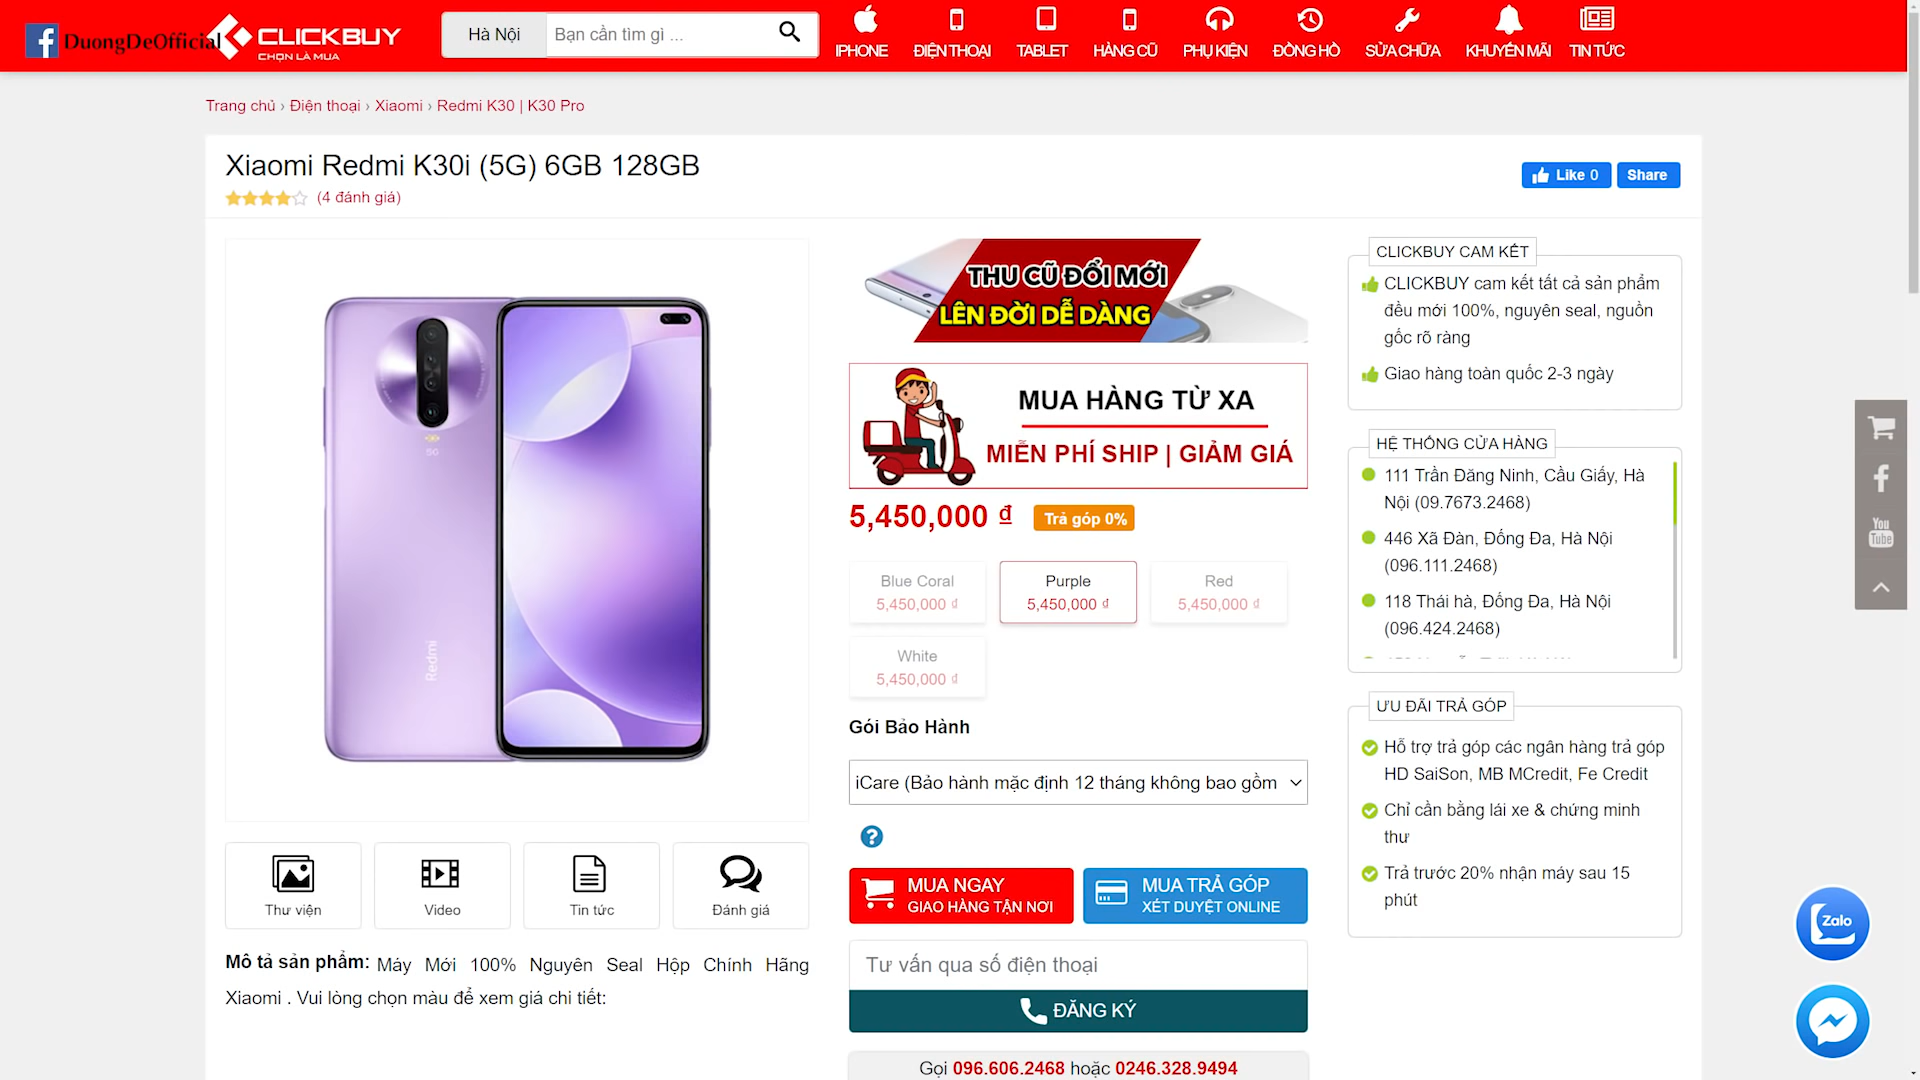 DuongDeOfficial
CLICKBUY
CHỌN LÀ MUA
Hà Nội
Bạn cần tìm gì ...
IPHONE
ĐIỆN THOẠI
TABLET
HÀNG CŨ
PHỤ KIỆN
ĐỒNG HỒ
SỬA CHỮA
KHUYẾN MÃI
TIN TỨC
Trang chủ › Điện thoại › Xiaomi › Redmi K30 | K30 Pro
Xiaomi Redmi K30i (5G) 6GB 128GB
(4 đánh giá)
Like 0
Share
5G
Redmi
Thư viện
Video
Tin tức
Đánh giá
Mô tả sản phẩm: Máy Mới 100% Nguyên Seal Hộp Chính Hãng
Xiaomi . Vui lòng chọn màu để xem giá chi tiết:
THU CŨ ĐỔI MỚI
LÊN ĐỜI DỄ DÀNG
MUA HÀNG TỪ XA
MIỄN PHÍ SHIP | GIẢM GIÁ
5,450,000 ₫
Trả góp 0%
Blue Coral
5,450,000 ₫
Purple
5,450,000 ₫
Red
5,450,000 ₫
White
5,450,000 ₫
Gói Bảo Hành
iCare (Bảo hành mặc định 12 tháng không bao gồm
?
MUA NGAY
GIAO HÀNG TẬN NƠI
MUA TRẢ GÓP
XÉT DUYỆT ONLINE
Tư vấn qua số điện thoại
ĐĂNG KÝ
Gọi 096.606.2468 hoặc 0246.328.9494
CLICKBUY CAM KẾT
CLICKBUY cam kết tất cả sản phẩm
đều mới 100%, nguyên seal, nguồn
gốc rõ ràng
Giao hàng toàn quốc 2-3 ngày
HỆ THỐNG CỬA HÀNG
111 Trần Đăng Ninh, Cầu Giấy, Hà
Nội (09.7673.2468)
446 Xã Đàn, Đống Đa, Hà Nội
(096.111.2468)
118 Thái hà, Đống Đa, Hà Nội
(096.424.2468)
ƯU ĐÃI TRẢ GÓP
Hỗ trợ trả góp các ngân hàng trả góp
HD SaiSon, MB MCredit, Fe Credit
Chỉ cần bằng lái xe & chứng minh
thư
Trả trước 20% nhận máy sau 15
phút
You
Tube
Zalo